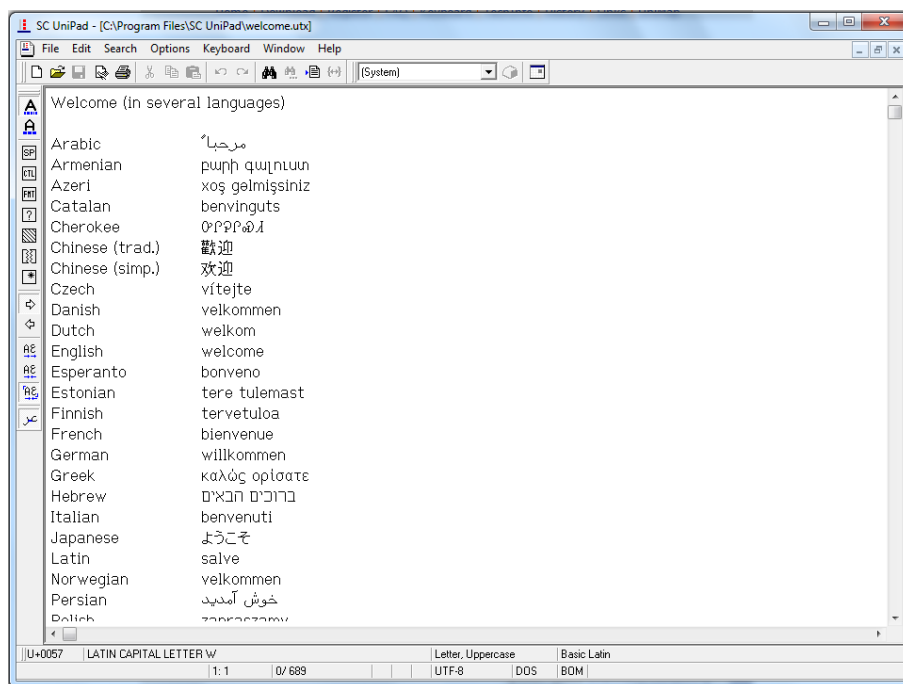 SC UniPad - [C:\Program Files\SC UniPad\welcome.utx]
File Edit Search Options Keyboard Window Help
(System)
SP
CTL
FMT
Welcome (in several languages)
Arabic مرحباً
Armenian բարի գալուստ
Azeri xoş gəlmişsiniz
Catalan benvinguts
Cherokee ᎤᎵᎮᎵᏍᏗ
Chinese (trad.) 歡迎
Chinese (simp.) 欢迎
Czech vítejte
Danish velkommen
Dutch welkom
English welcome
Esperanto bonveno
Estonian tere tulemast
Finnish tervetuloa
French bienvenue
German willkommen
Greek καλώς ορίσατε
Hebrew ברוכים הבאים
Italian benvenuti
Japanese ようこそ
Latin salve
Norwegian velkommen
Persian خوش آمدید
Polish zapraszamy
U+0057 LATIN CAPITAL LETTER W Letter, Uppercase Basic Latin
1: 1 0/ 689 UTF-8 DOS BOM